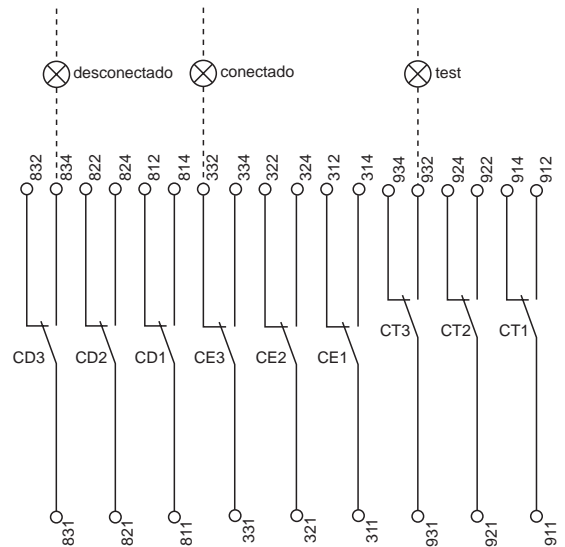 desconectado conectado test
832 834 822 824 812 814 332 334 322 324 312 314 934 932 924 922 914 912
CD3 CD2 CD1 CE3 CE2 CE1 CT3 CT2 CT1
831 821 811 331 321 311 931 921 911